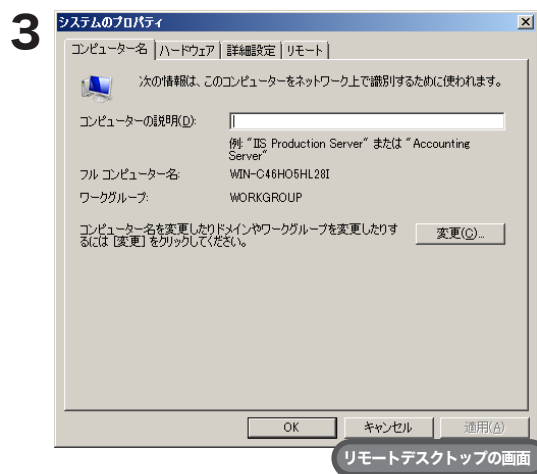 3
システムのプロパティ
コンピューター名 ハードウェア 詳細設定 リモート
次の情報は、このコンピューターをネットワーク上で識別するために使われます。
コンピューターの説明(D):
例: "IIS Production Server" または "Accounting
Server"
フル コンピューター名: WIN-C46HO5HL28I
ワークグループ: WORKGROUP
コンピューター名を変更したりドメインやワークグループを変更したりす
るには [変更] をクリックしてください。
変更(C)...
OK キャンセル 適用(A)
リモートデスクトップの画面